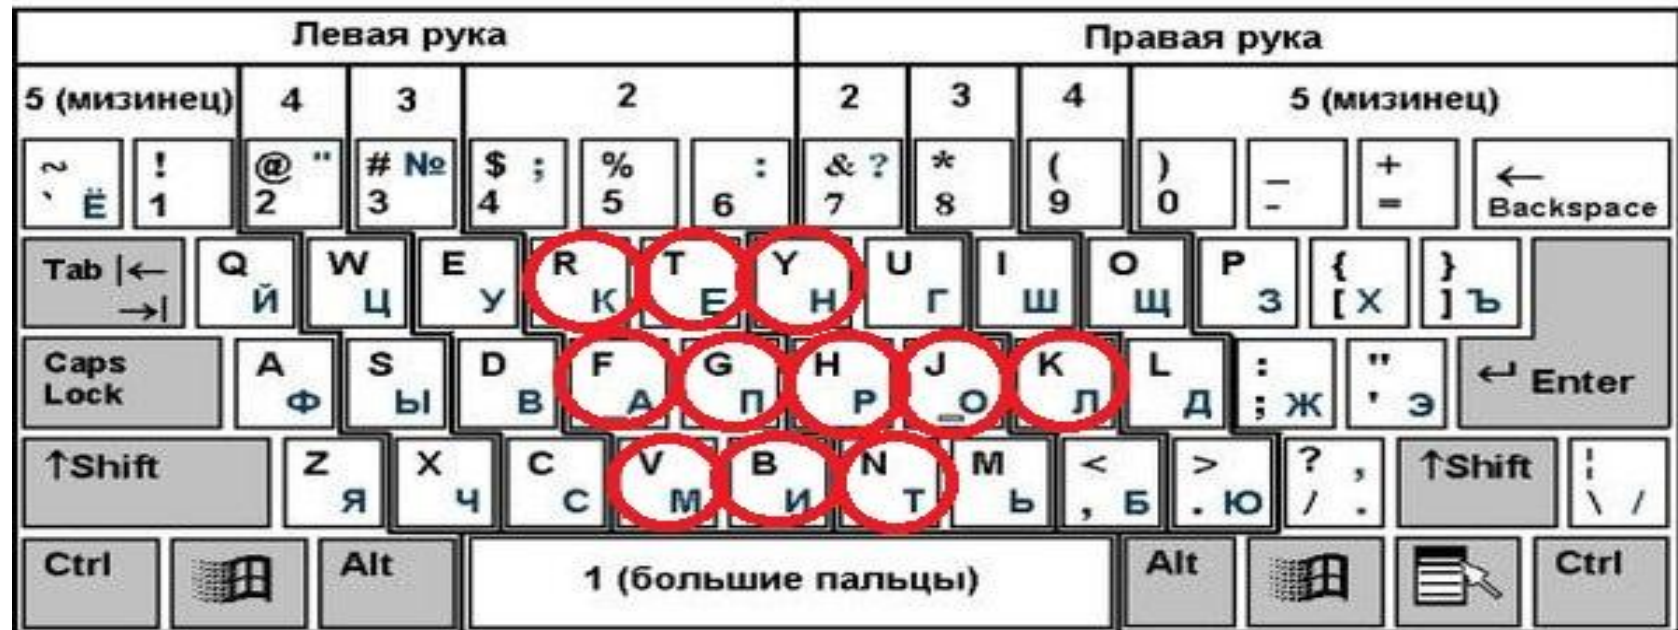 Левая рука Правая рука
5 (мизинец) 4 3 2 2 3 4 5 (мизинец)
~ ! @ " # № $ ; % : & ? * ( ) _ + ←
` Ё 1 2 3 4 5 6 7 8 9 0 - = Backspace
Tab |← Q W E R T Y U I O P { }
→| Й Ц У К Е Н Г Ш Щ З [ Х ] Ъ
Caps A S D F G H J K L : " ↵ Enter
Lock Ф Ы В _А П Р _О Л Д ; Ж ' Э
↑Shift Z X C V B N M < > ? , ↑Shift ¦
Я Ч С М И Т Ь , Б . Ю / . \ /
Ctrl Alt 1 (большие пальцы) Alt Ctrl